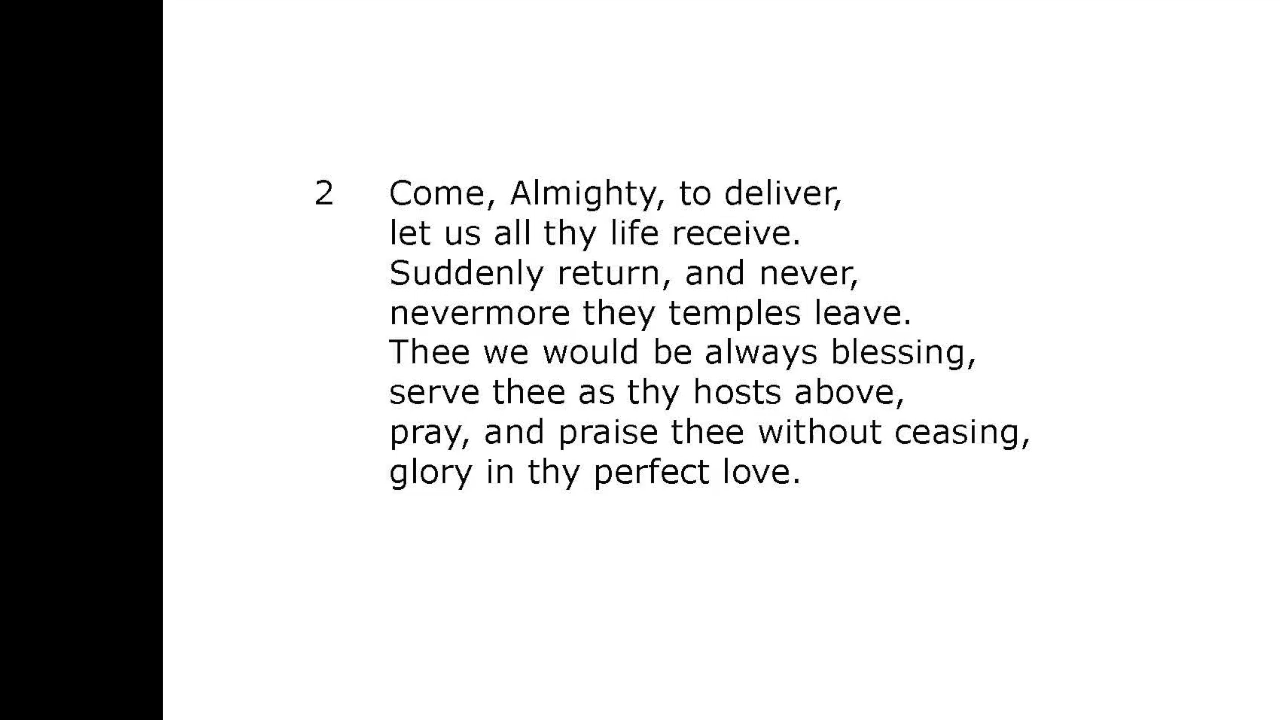 2 Come, Almighty, to deliver,
let us all thy life receive.
Suddenly return, and never,
nevermore they temples leave.
Thee we would be always blessing,
serve thee as thy hosts above,
pray, and praise thee without ceasing,
glory in thy perfect love.